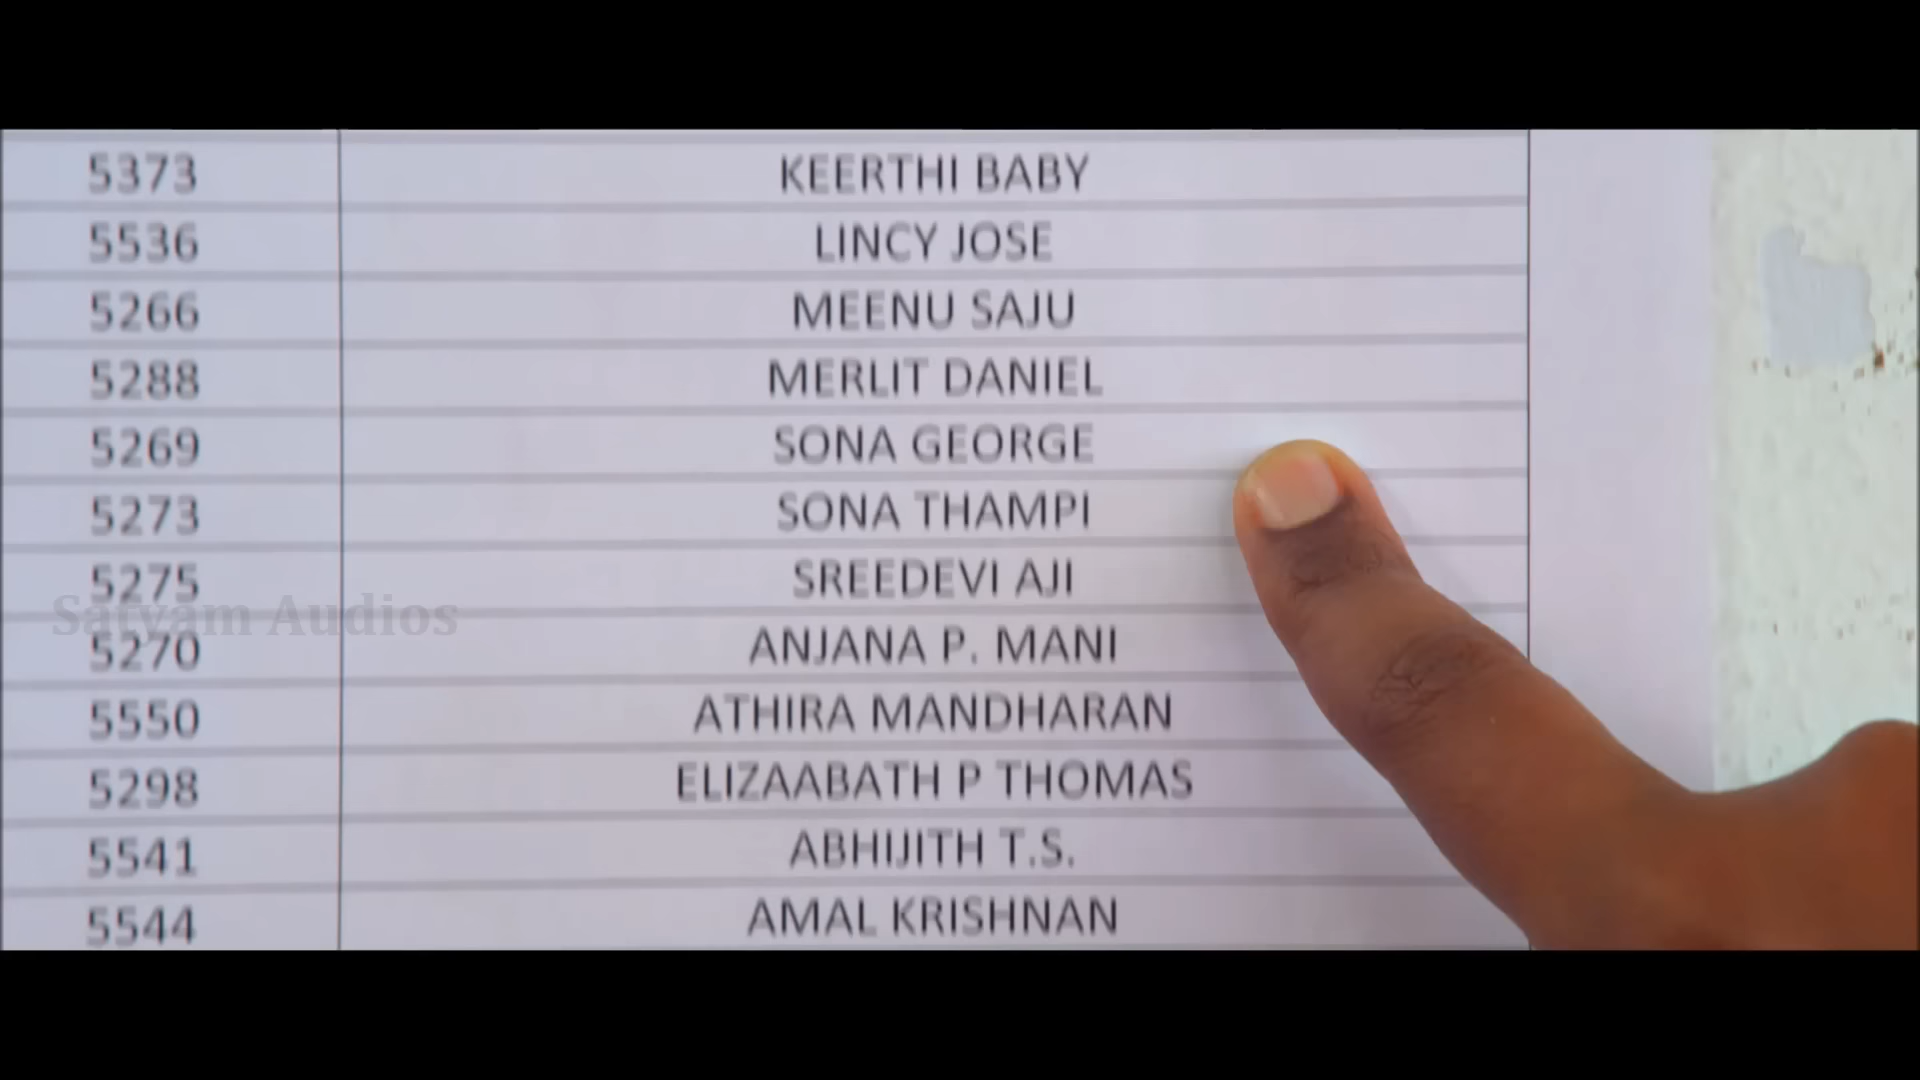 5373 KEERTHI BABY
5536 LINCY JOSE
5266 MEENU SAJU
5288 MERLIT DANIEL
5269 SONA GEORGE
5273 SONA THAMPI
5275 SREEDEVI AJI
Satyam Audios
5270 ANJANA P. MANI
5550 ATHIRA MANDHARAN
5298 ELIZAABATH P THOMAS
5541 ABHIJITH T.S.
5544 AMAL KRISHNAN